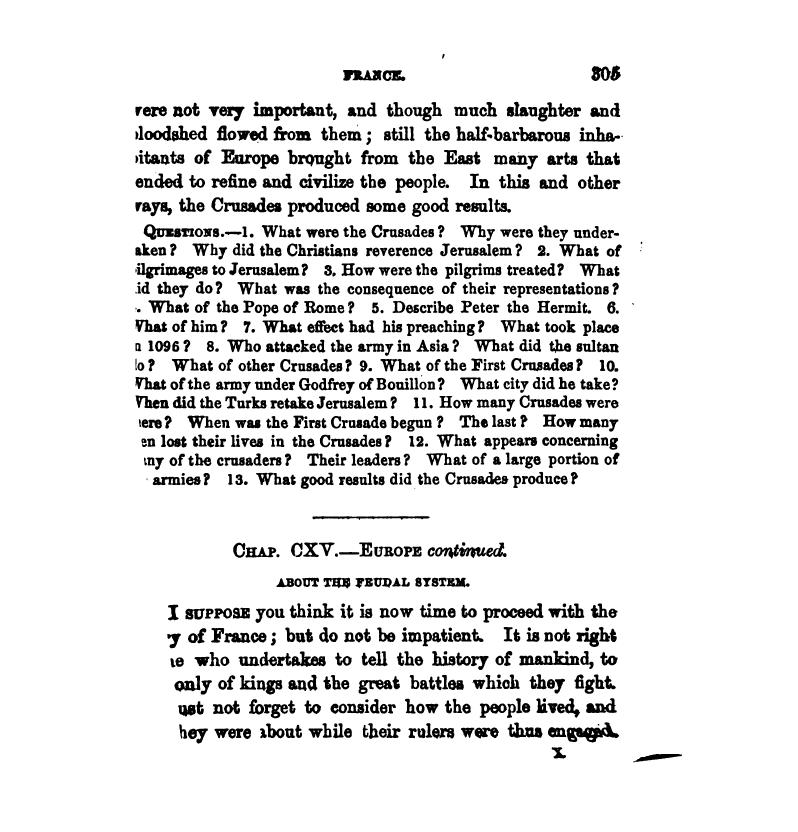 FRANCE. 305
rere not very important, and though much slaughter and
loodshed flowed from them; still the half-barbarous inha-
itants of Europe brought from the East many arts that
ended to refine and civilize the people. In this and other
rays, the Crusades produced some good results.
QUESTIONS.—1. What were the Crusades? Why were they under-
aken? Why did the Christians reverence Jerusalem? 2. What of
ilgrimages to Jerusalem? 3. How were the pilgrims treated? What
id they do? What was the consequence of their representations?
. What of the Pope of Rome? 5. Describe Peter the Hermit. 6.
What of him? 7. What effect had his preaching? What took place
n 1096? 8. Who attacked the army in Asia? What did the sultan
lo? What of other Crusades? 9. What of the First Crusades? 10.
What of the army under Godfrey of Bouillon? What city did he take?
When did the Turks retake Jerusalem? 11. How many Crusades were
ere? When was the First Crusade begun? The last? How many
en lost their lives in the Crusades? 12. What appears concerning
ny of the crusaders? Their leaders? What of a large portion of
armies? 13. What good results did the Crusades produce?
CHAP. CXV.—EUROPE continued.
ABOUT THE FEUDAL SYSTEM.
I SUPPOSE you think it is now time to proceed with the
y of France; but do not be impatient. It is not right
e who undertakes to tell the history of mankind, to
only of kings and the great battles which they fight.
ust not forget to consider how the people lived, and
hey were about while their rulers were thus engaged.
X